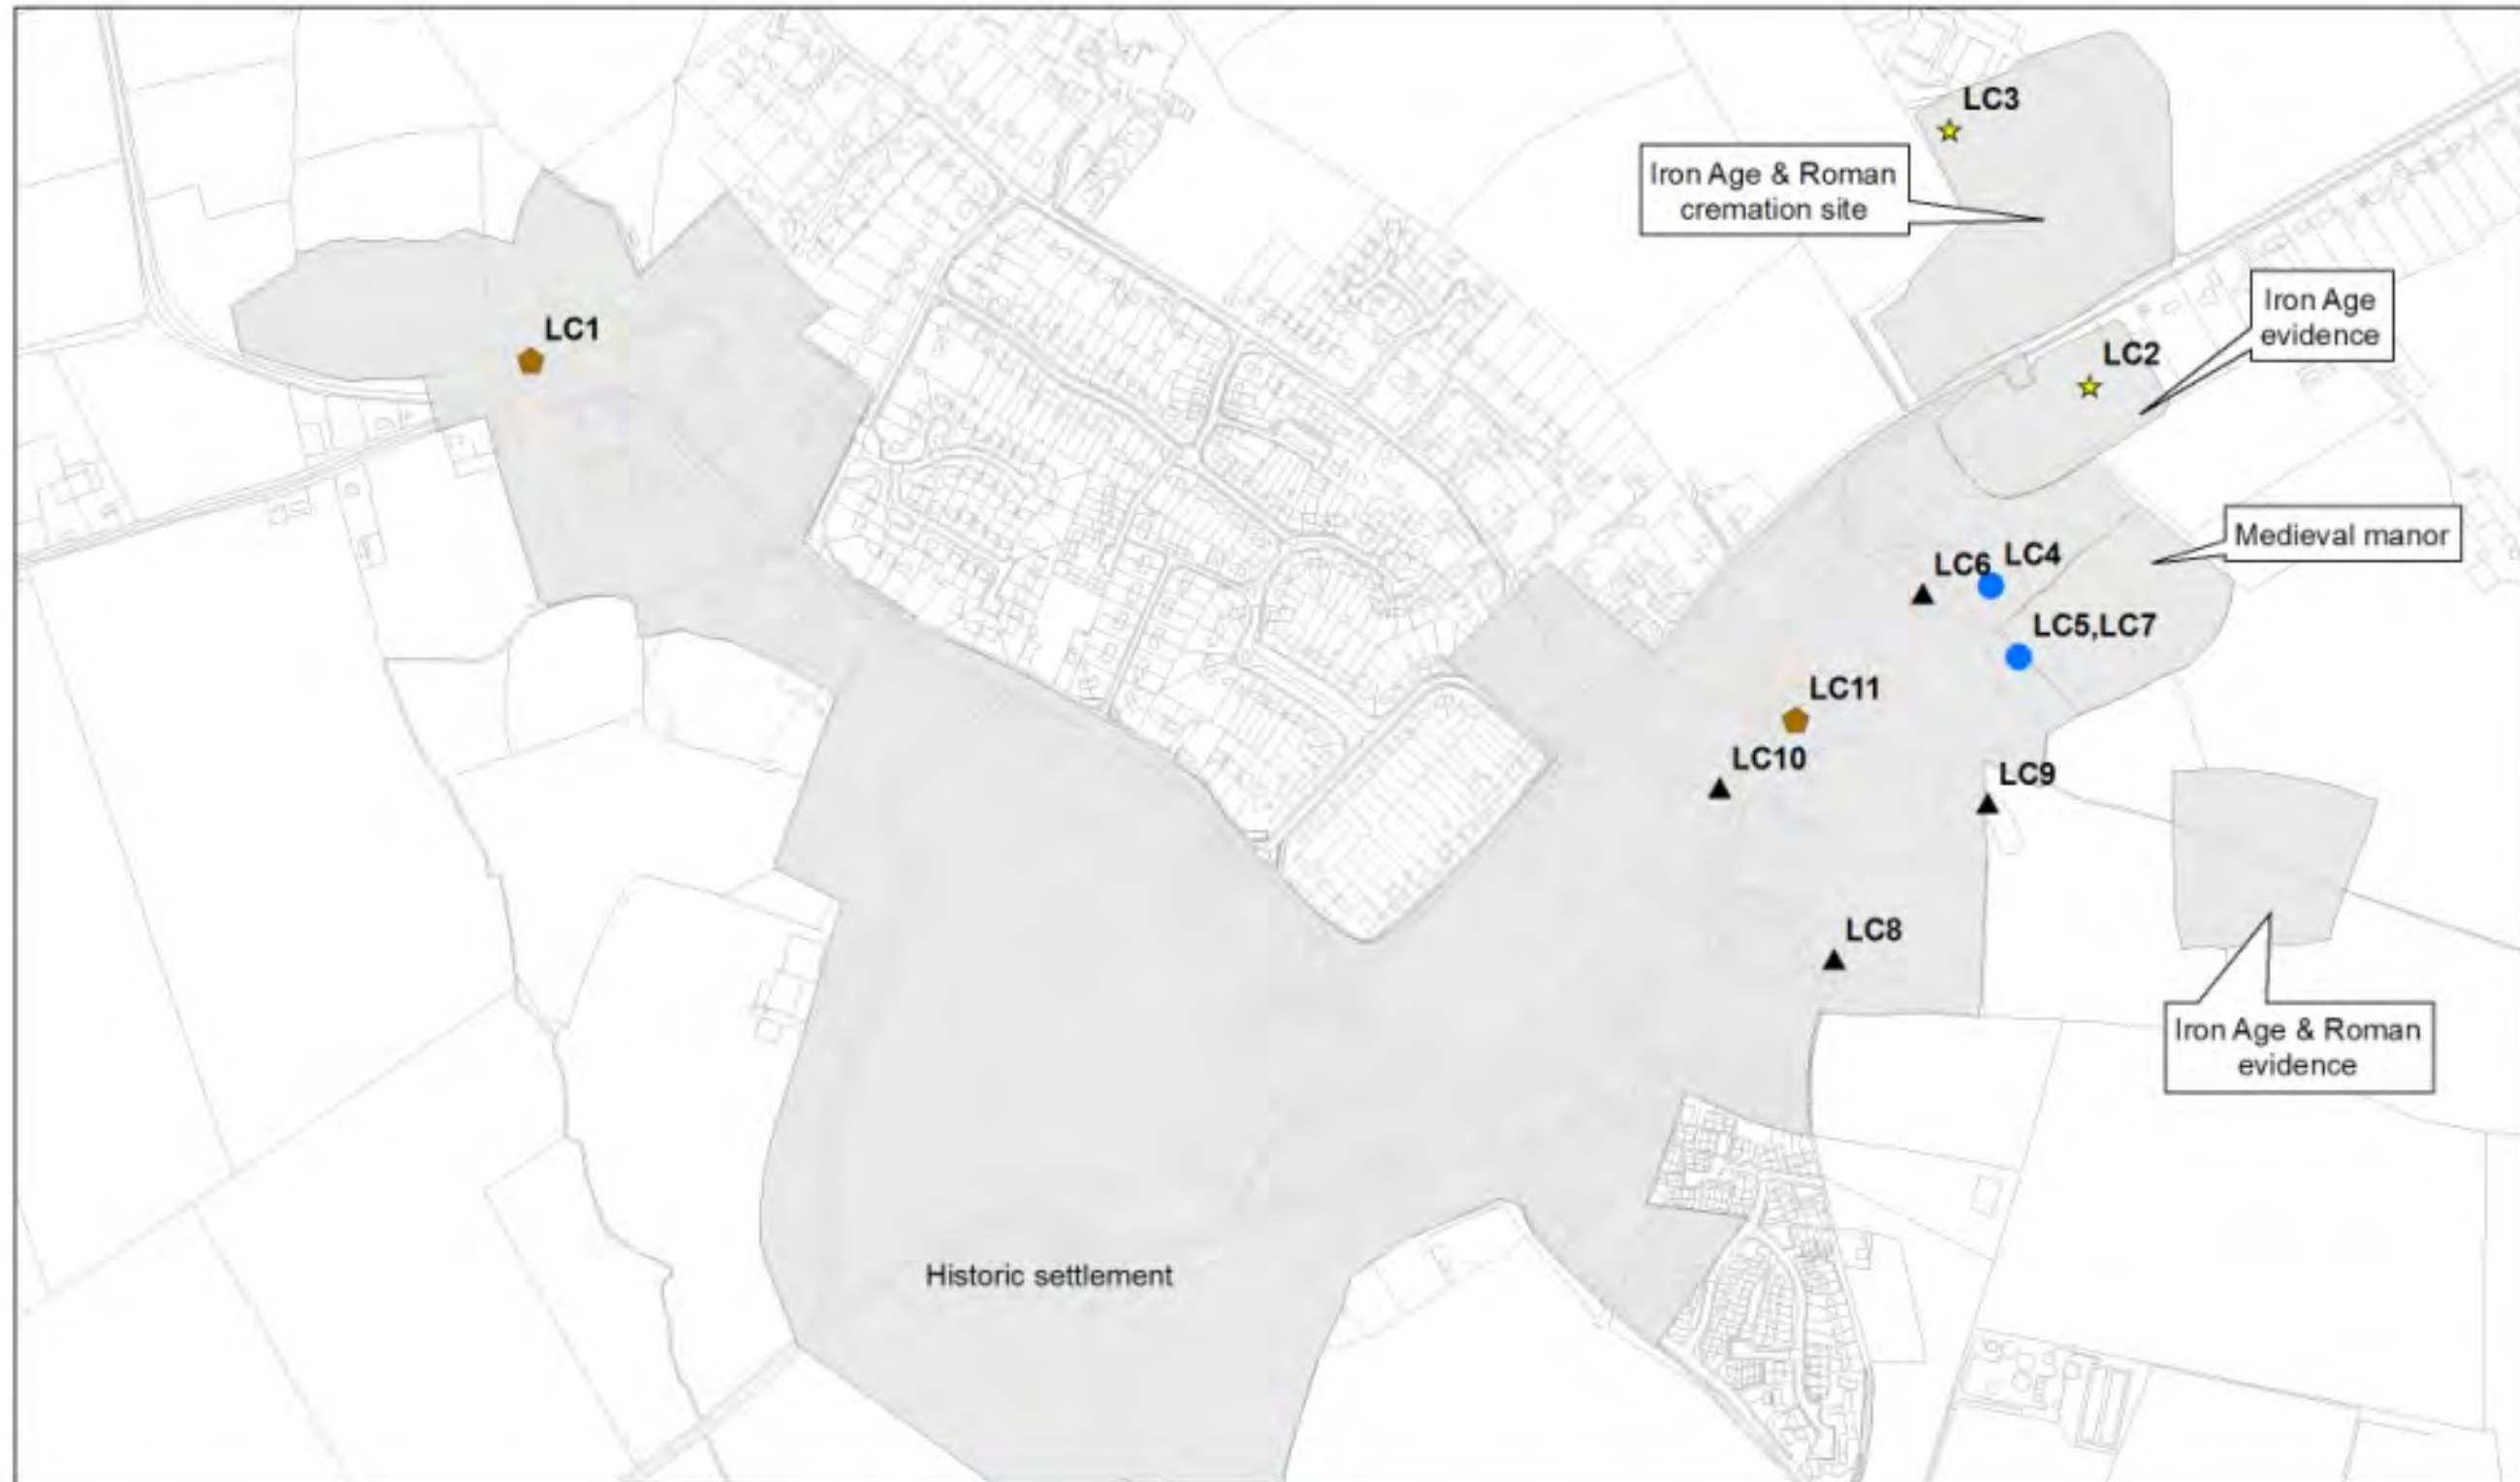 LC3
Iron Age & Roman
cremation site
Iron Age
evidence
LC1
LC2
Medieval manor
LC6
LC4
LC5,LC7
LC11
LC10
LC9
LC8
Iron Age & Roman
evidence
Historic settlement